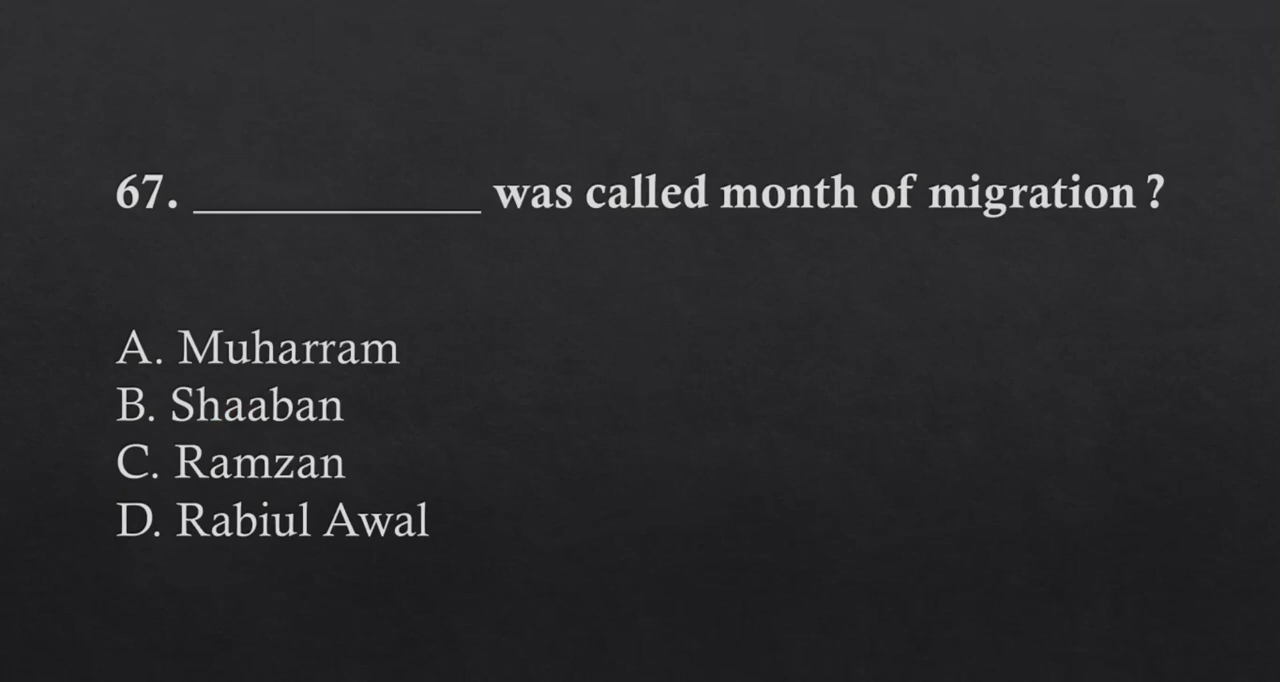 67. ____________ was called month of migration ?
A. Muharram
B. Shaaban
C. Ramzan
D. Rabiul Awal